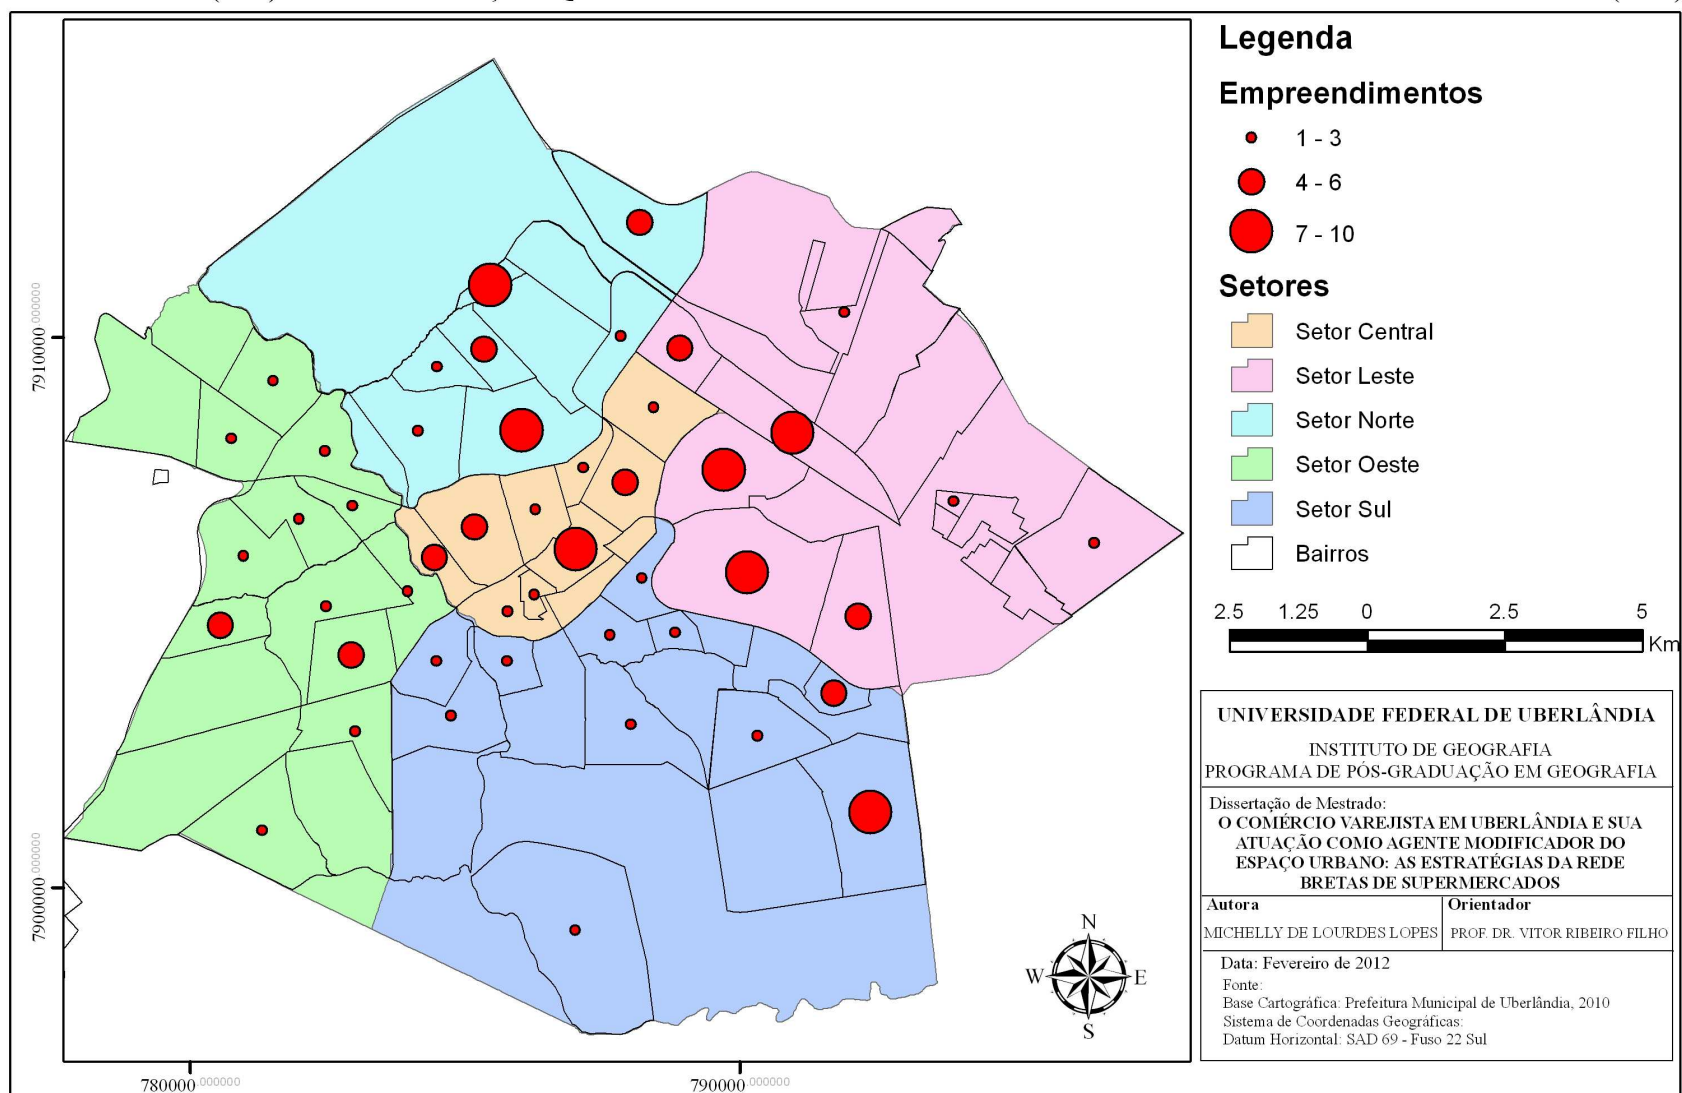 Legenda
Empreendimentos
1 - 3
4 - 6
7 - 10
Setores
Setor Central
Setor Leste
Setor Norte
Setor Oeste
Setor Sul
Bairros
2.5 1.25 0 2.5 5
Km
7910000.000000
7900000.000000
780000.000000
790000.000000
N
W E
S
UNIVERSIDADE FEDERAL DE UBERLÂNDIA
INSTITUTO DE GEOGRAFIA
PROGRAMA DE PÓS-GRADUAÇÃO EM GEOGRAFIA
Dissertação de Mestrado:
O COMÉRCIO VAREJISTA EM UBERLÂNDIA E SUA
ATUAÇÃO COMO AGENTE MODIFICADOR DO
ESPAÇO URBANO: AS ESTRATÉGIAS DA REDE
BRETAS DE SUPERMERCADOS
Autora Orientador
MICHELLY DE LOURDES LOPES PROF. DR. VITOR RIBEIRO FILHO
Data: Fevereiro de 2012
Fonte:
Base Cartográfica: Prefeitura Municipal de Uberlândia, 2010
Sistema de Coordenadas Geográficas:
Datum Horizontal: SAD 69 - Fuso 22 Sul